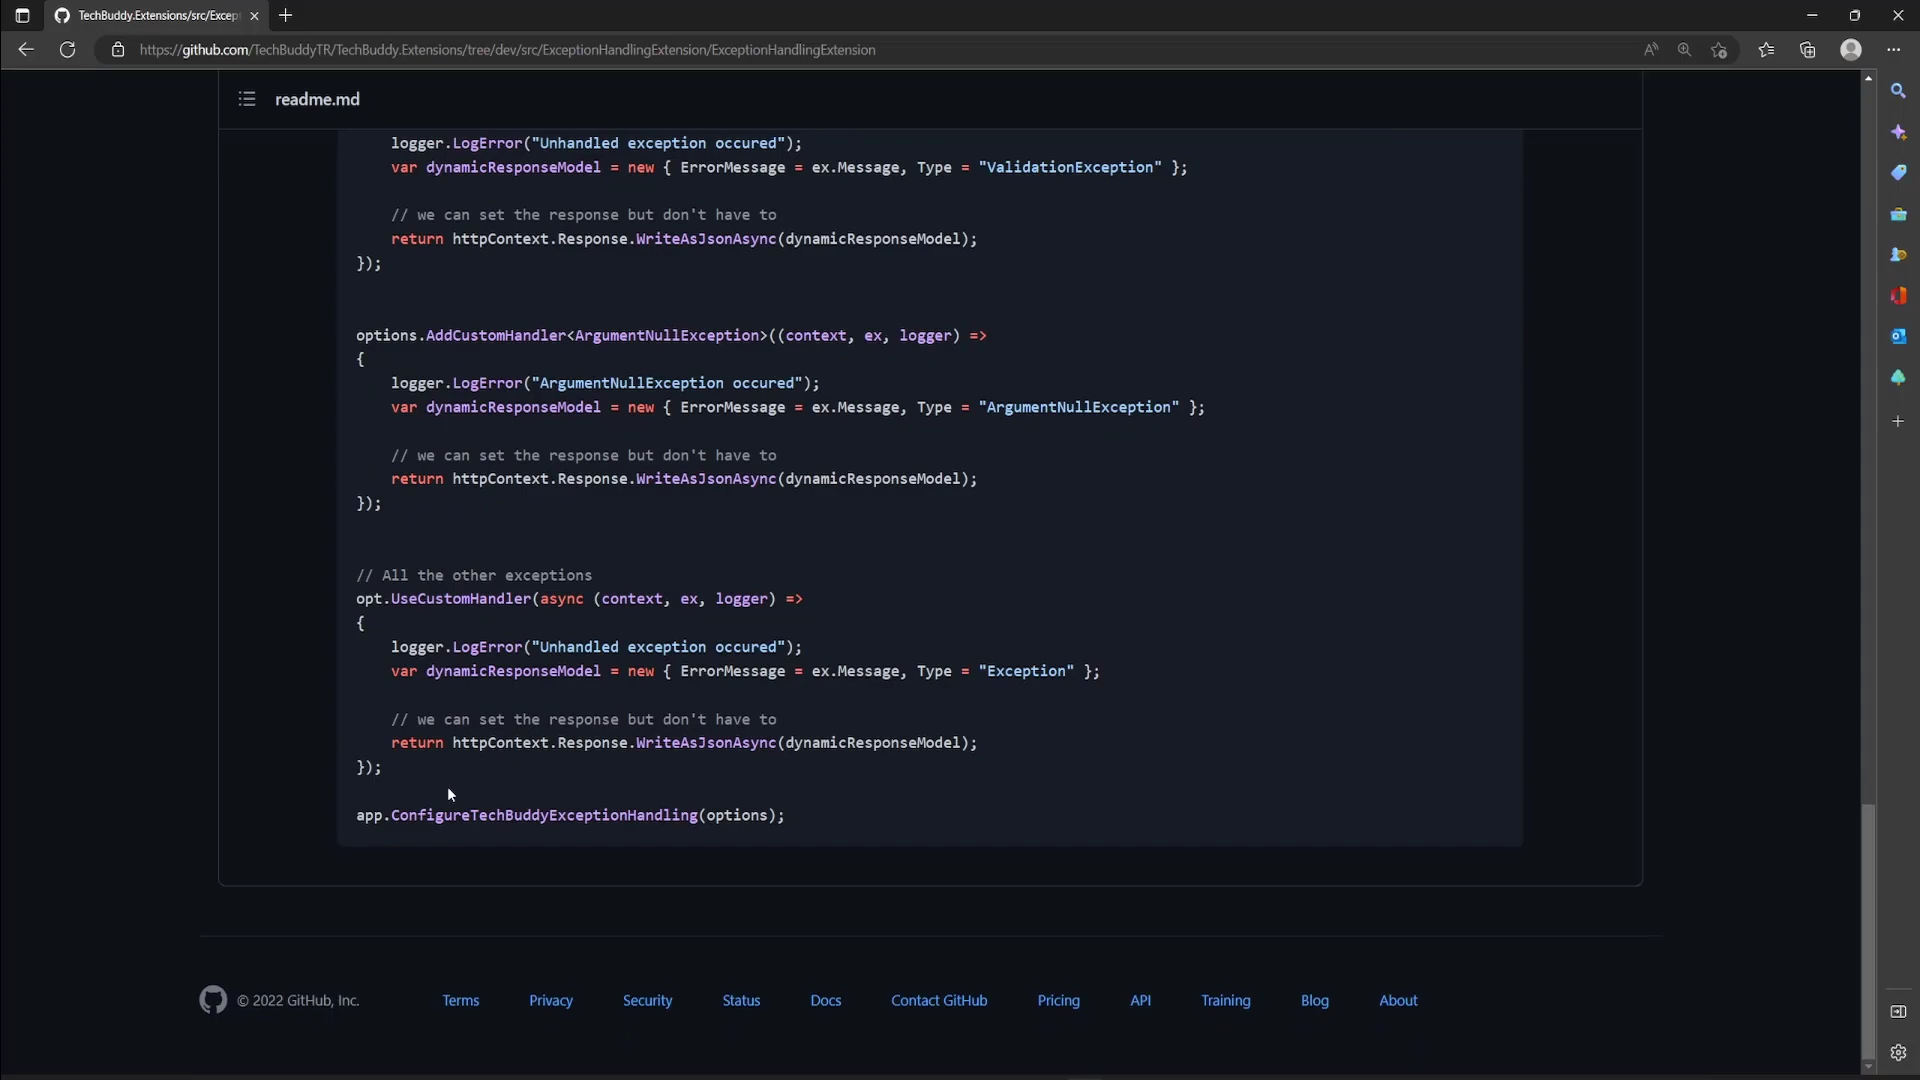 TechBuddy.Extensions/src/Excep
https://github.com/TechBuddyTR/TechBuddy.Extensions/tree/dev/src/ExceptionHandlingExtension/ExceptionHandlingExtension
readme.md
logger.LogError("Unhandled exception occured");
var dynamicResponseModel = new { ErrorMessage = ex.Message, Type = "ValidationException" };
// we can set the response but don't have to
return httpContext.Response.WriteAsJsonAsync(dynamicResponseModel);
});
options.AddCustomHandler<ArgumentNullException>((context, ex, logger) =>
{
logger.LogError("ArgumentNullException occured");
var dynamicResponseModel = new { ErrorMessage = ex.Message, Type = "ArgumentNullException" };
// we can set the response but don't have to
return httpContext.Response.WriteAsJsonAsync(dynamicResponseModel);
});
// All the other exceptions
opt.UseCustomHandler(async (context, ex, logger) =>
{
logger.LogError("Unhandled exception occured");
var dynamicResponseModel = new { ErrorMessage = ex.Message, Type = "Exception" };
// we can set the response but don't have to
return httpContext.Response.WriteAsJsonAsync(dynamicResponseModel);
});
app.ConfigureTechBuddyExceptionHandling(options);
© 2022 GitHub, Inc. Terms Privacy Security Status Docs Contact GitHub Pricing API Training Blog About